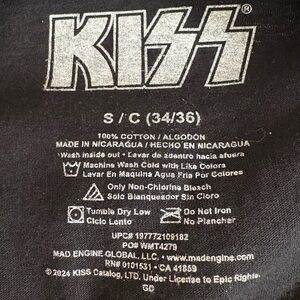 KISS®
S / C (34/36)
100% COTTON / ALGODON
MADE IN NICARAGUA / HECHO EN NICARAGUA
Wash inside out • Lavar de adentro hacia afuera
Machine Wash Cold with Like Colors
Lavar En Maquina Agua Fria Por Colores
Only Non-Chlorine Bleach
Solo Blanqueador Sin Cloro
Tumble Dry Low
Ciclo Lento
Do Not Iron
No Planchar
UPC# 197772109182
PO# WMT4279
MAD ENGINE GLOBAL, LLC. • www.madengine.com
RN# 0101531 • CA 41859
© 2024 KISS Catalog, LTD. Under License to Epic Rights.
GD